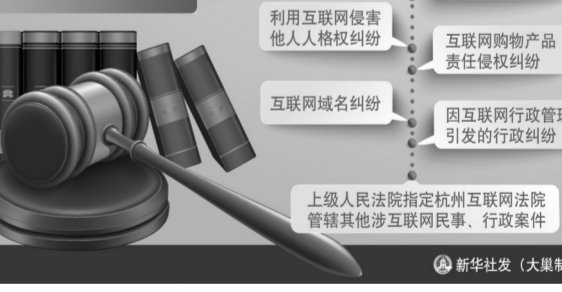 利用互联网侵害
他人人格权纠纷
互联网购物产品
责任侵权纠纷
互联网域名纠纷
因互联网行政管理
引发的行政纠纷
上级人民法院指定杭州互联网法院
管辖其他涉互联网民事、行政案件
新华社发（大巢制